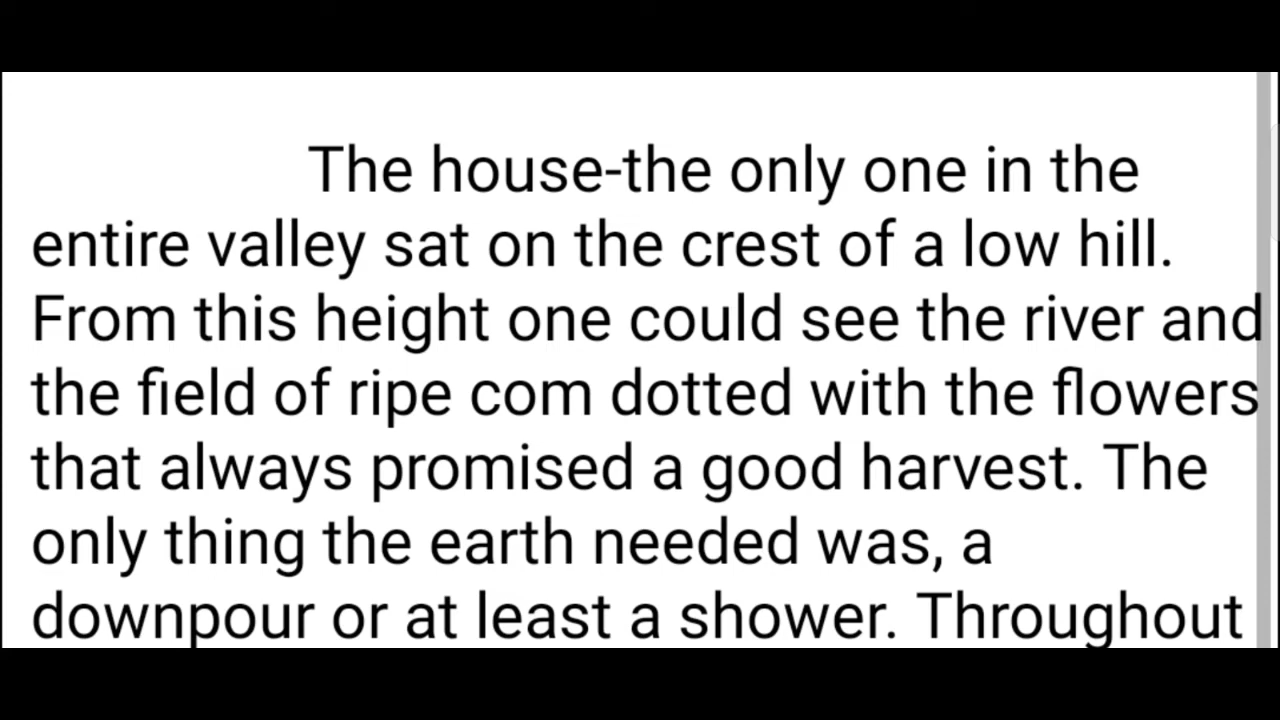 The house-the only one in the
entire valley sat on the crest of a low hill.
From this height one could see the river and
the field of ripe com dotted with the flowers
that always promised a good harvest. The
only thing the earth needed was, a
downpour or at least a shower. Throughout